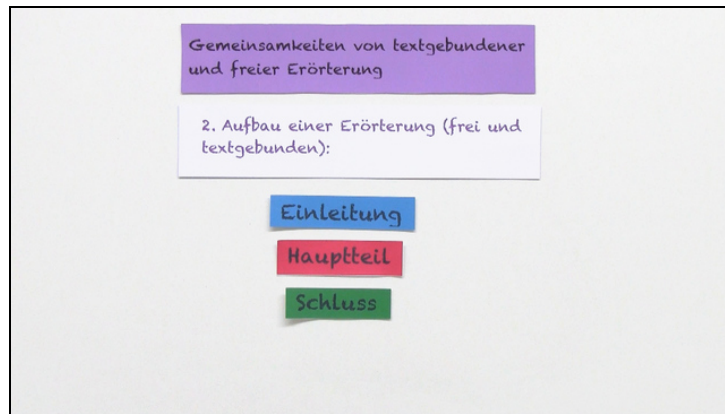 Gemeinsamkeiten von textgebundener
und freier Erörterung
2. Aufbau einer Erörterung (frei und
textgebunden):
Einleitung
Hauptteil
Schluss